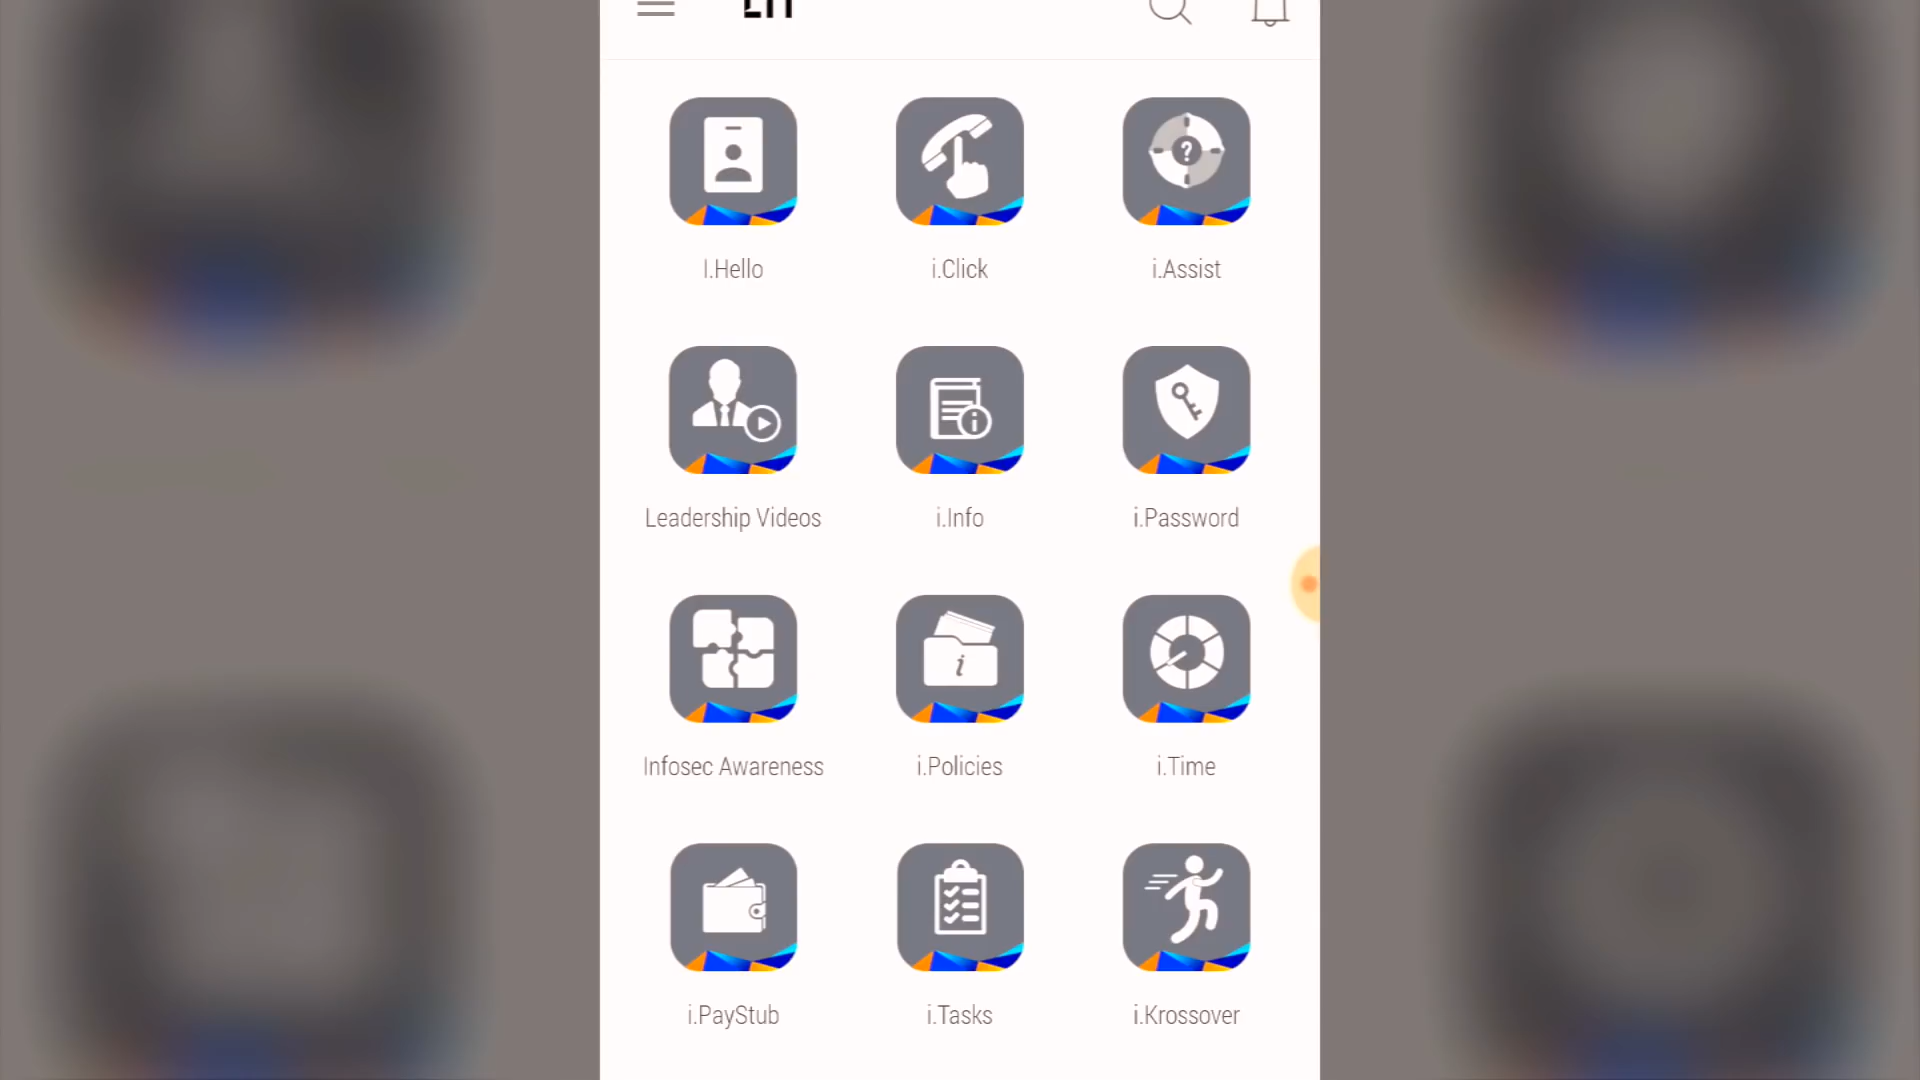 I.Hello i.Click i.Assist
Leadership Videos i.Info i.Password
Infosec Awareness i.Policies i.Time
i.PayStub i.Tasks i.Krossover